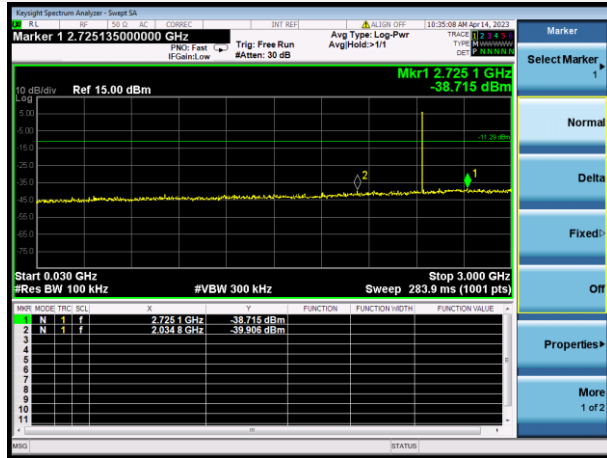 Keysight Spectrum Analyzer - Swept SA
RL RF 50 Ω AC CORREC INT REF ALIGN OFF 10:35:08 AM Apr 14, 2023
Marker 1 2.725135000000 GHz
PNO: Fast
IFGain:Low
Trig: Free Run
#Atten: 30 dB
Avg Type: Log-Pwr
Avg|Hold:>1/1
TRACE 1 2 3 4 5 6
TYPE M W W W W W
DET P N N N N N
Mkr1 2.725 1 GHz
-38.715 dBm
10 dB/div Ref 15.00 dBm
Log
5.00
-5.00
-11.29 dBm
-15.0
-25.0
2
1
-35.0
-45.0
-55.0
-65.0
-75.0
Start 0.030 GHz Stop 3.000 GHz
#Res BW 100 kHz #VBW 300 kHz Sweep 283.9 ms (1001 pts)
MKR MODE TRC SCL X Y FUNCTION FUNCTION WIDTH FUNCTION VALUE
1 N 1 f 2.725 1 GHz -38.715 dBm
2 N 1 f 2.034 8 GHz -39.906 dBm
3
4
5
6
7
8
9
10
11
MSG STATUS
Marker
Select Marker
1
Normal
Delta
Fixed
Off
Properties
More
1 of 2